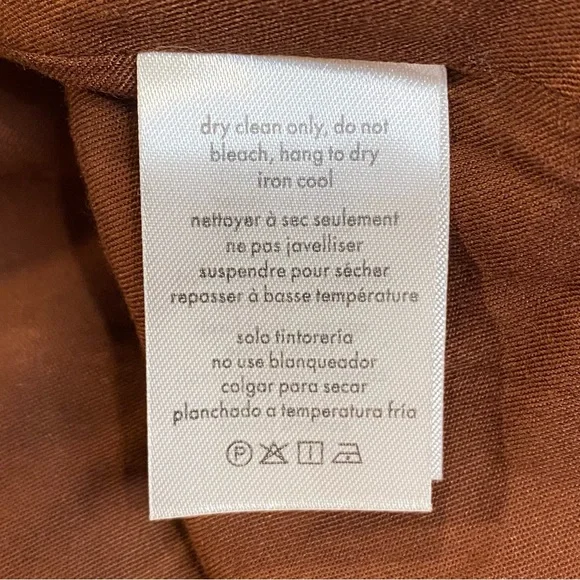 dry clean only, do not
bleach, hang to dry
iron cool
nettoyer à sec seulement
ne pas javelliser
suspendre pour sécher
repasser à basse température
solo tintorería
no use blanqueador
colgar para secar
planchado a temperatura fría
P